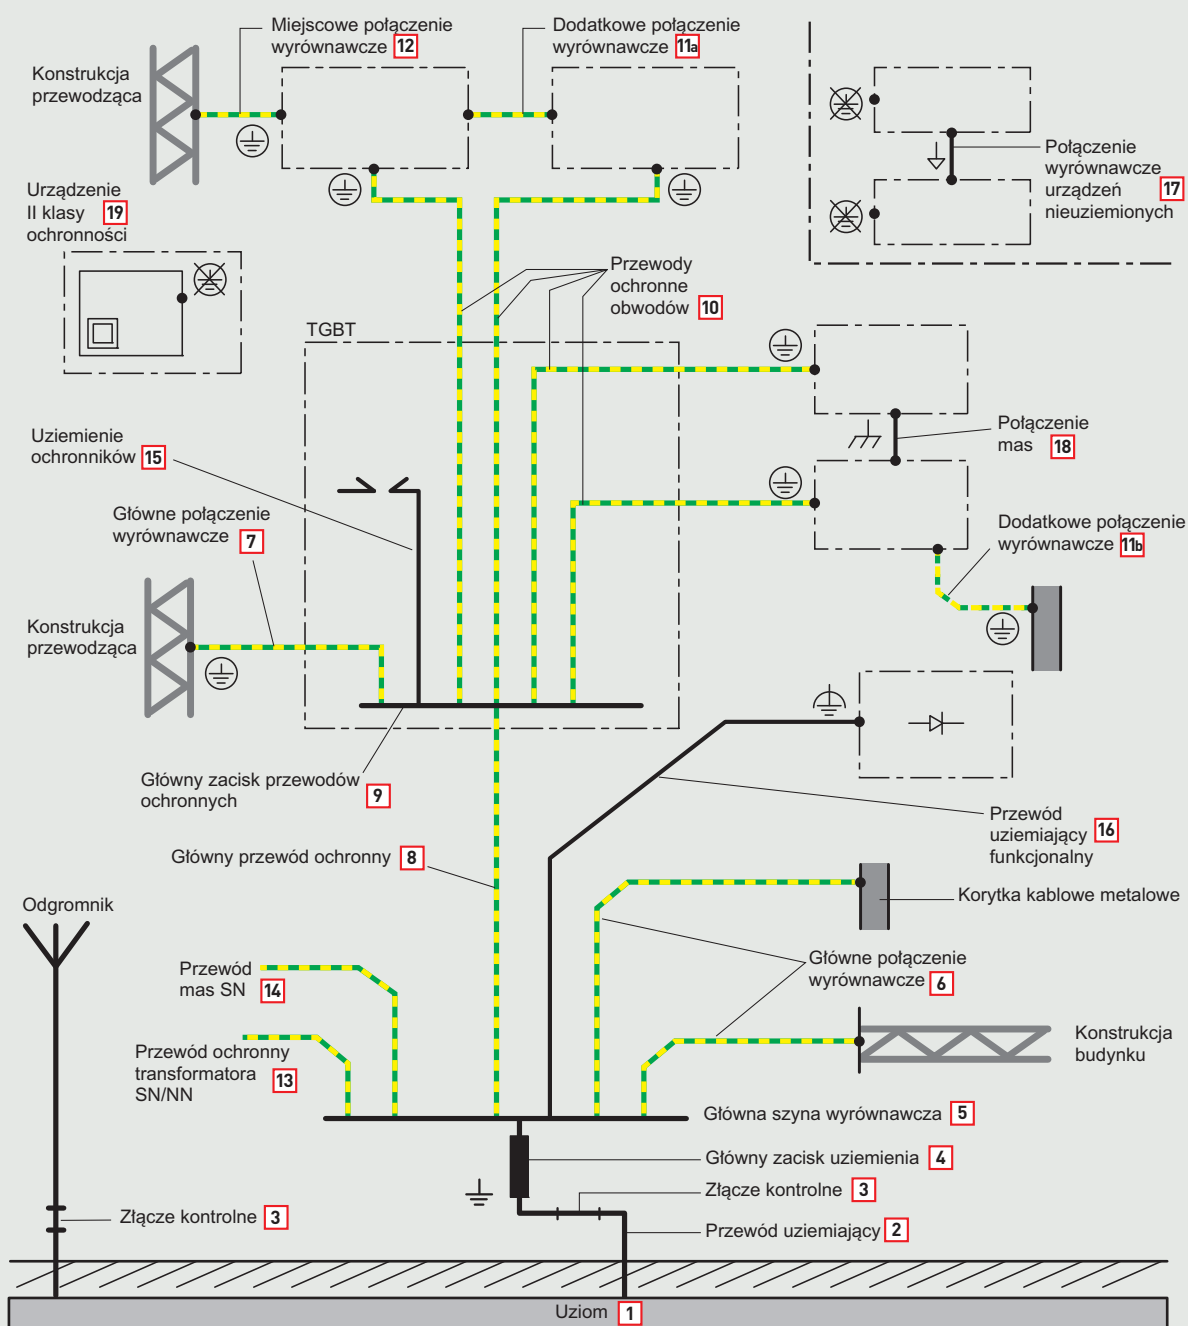 Miejscowe połączenie
wyrównawcze 12
Dodatkowe połączenie
wyrównawcze 11a
Konstrukcja
przewodząca
Połączenie
wyrównawcze
urządzeń 17
nieuziemionych
Urządzenie
II klasy 19
ochronności
Przewody
ochronne
obwodów 10
TGBT
Połączenie
mas 18
Uziemienie
ochronników 15
Główne połączenie
wyrównawcze 7
Dodatkowe połączenie
wyrównawcze 11b
Konstrukcja
przewodząca
Główny zacisk przewodów
ochronnych 9
Przewód
uziemiający 16
funkcjonalny
Główny przewód ochronny 8
Korytka kablowe metalowe
Odgromnik
Główne połączenie
wyrównawcze 6
Przewód
mas SN 14
Konstrukcja
budynku
Przewód ochronny
transformatora 13
SN/NN
Główna szyna wyrównawcza 5
Główny zacisk uziemienia 4
Złącze kontrolne 3
Złącze kontrolne 3
Przewód uziemiający 2
Uziom 1